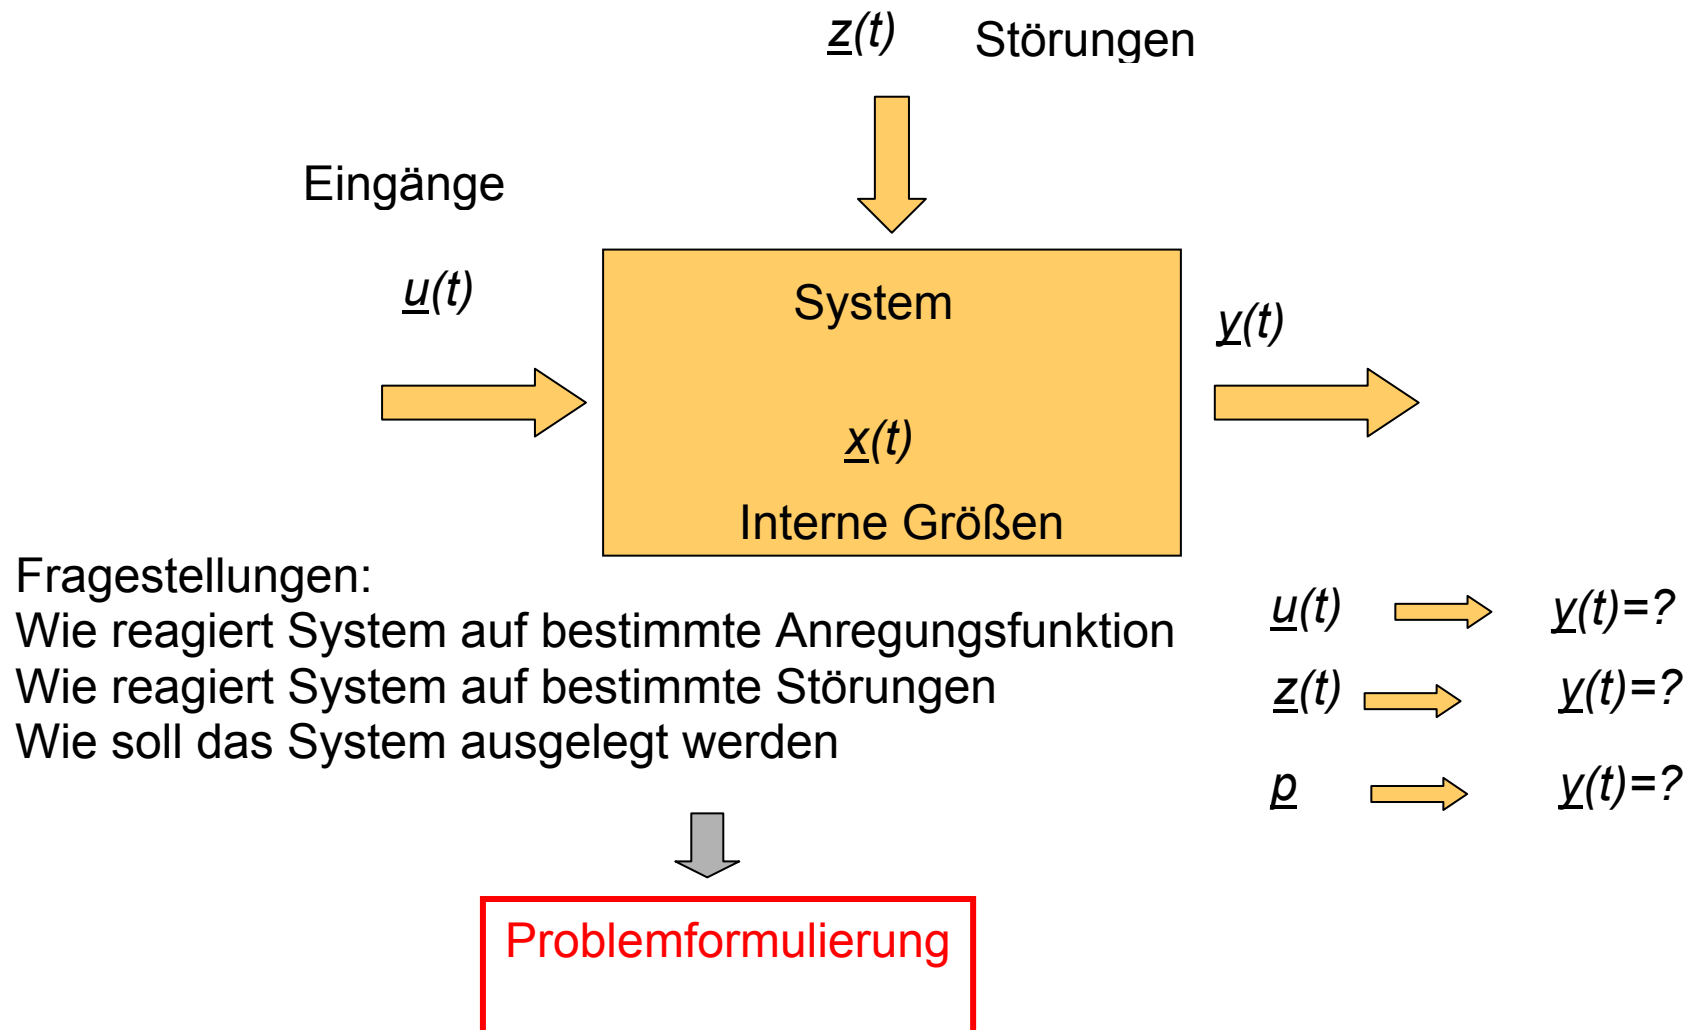 z(t) Störungen
Eingänge
u(t)
System
y(t)
x(t)
Interne Größen
Fragestellungen:
Wie reagiert System auf bestimmte Anregungsfunktion
u(t) y(t)=?
Wie reagiert System auf bestimmte Störungen
z(t) y(t)=?
Wie soll das System ausgelegt werden
p y(t)=?
Problemformulierung